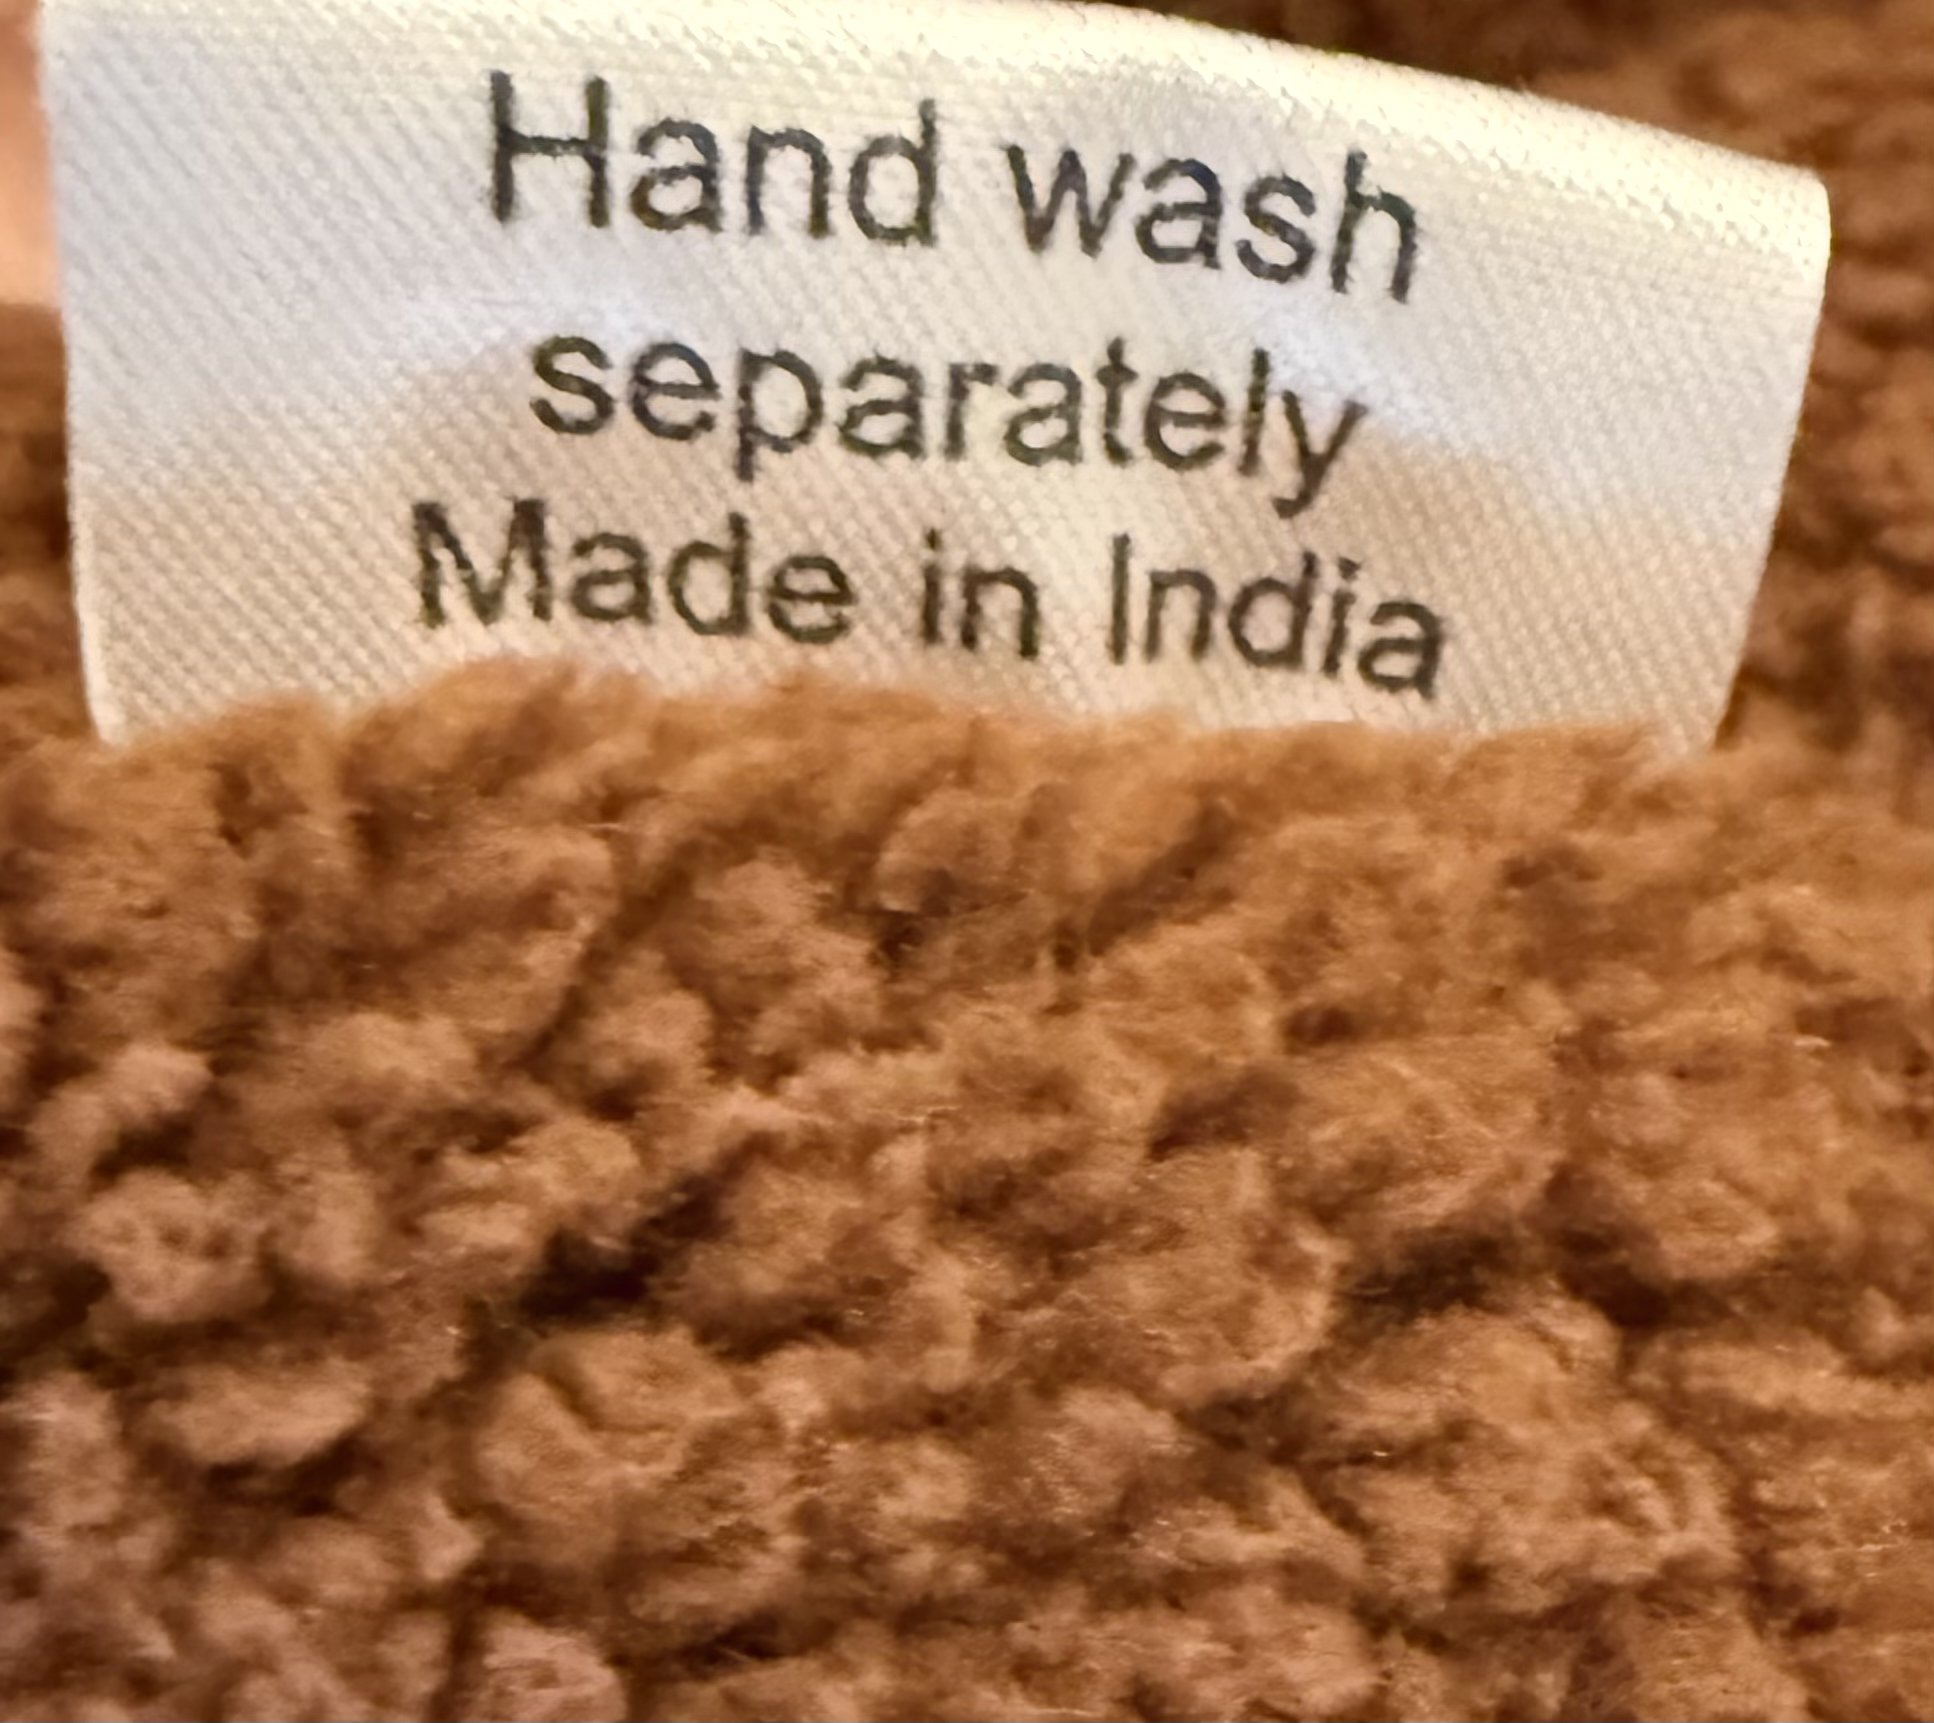 Hand wash
separately
Made in India